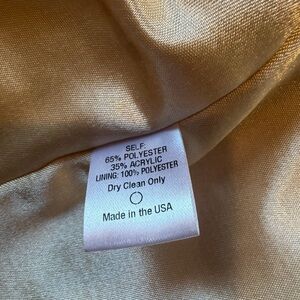 SELF:
65% POLYESTER
35% ACRYLIC
LINING: 100% POLYESTER
Dry Clean Only
Made in the USA